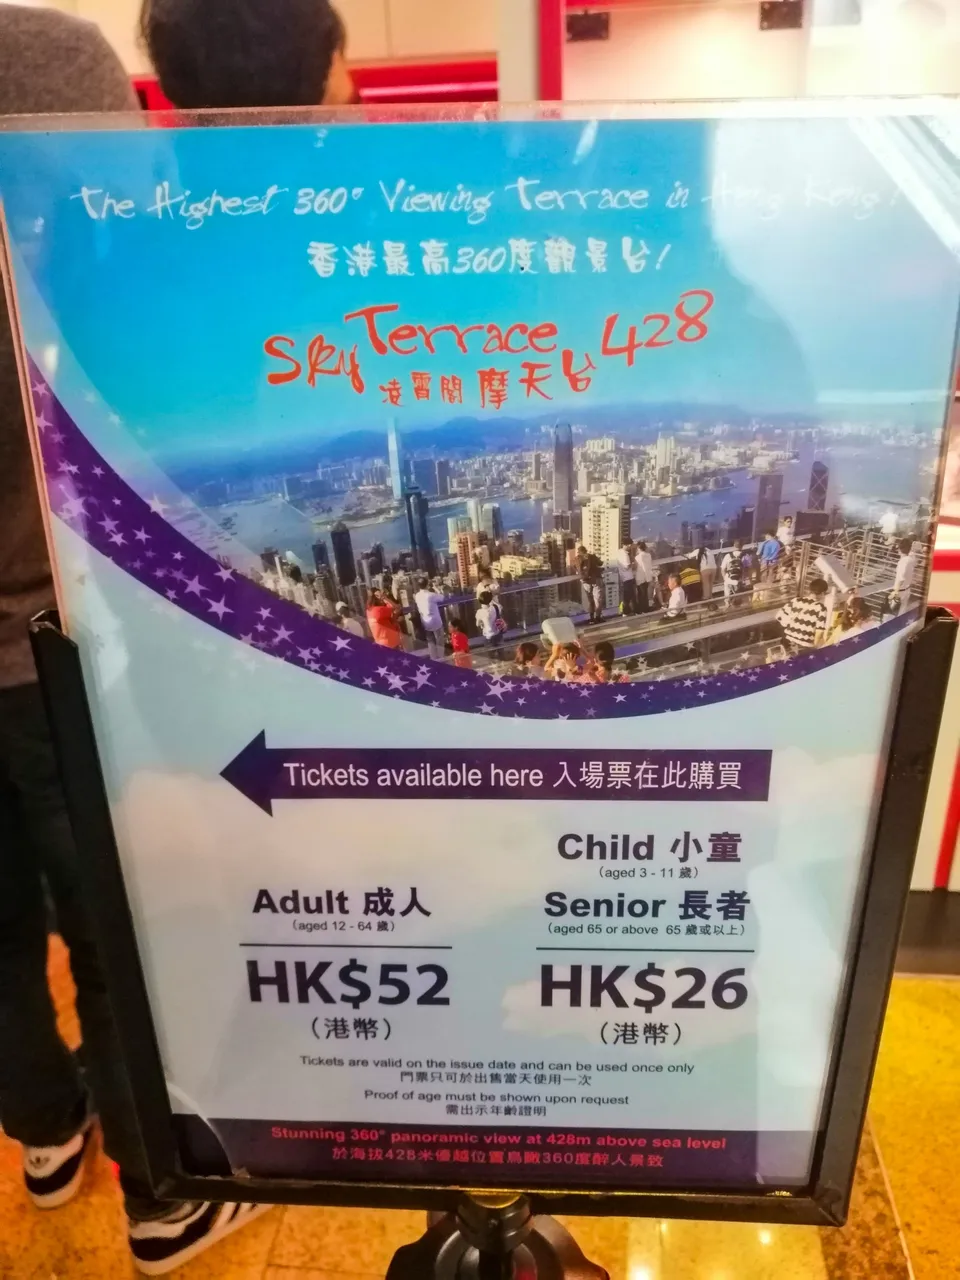 The Highest 360° Viewing Terrace in Hong Kong!
香港最高360度觀景台!
Sky Terrace 428
凌霄閣摩天台
Tickets available here 入場票在此購買
Child 小童
(aged 3 - 11 歲)
Adult 成人
(aged 12 - 64 歲)
Senior 長者
(aged 65 or above 65 歲或以上)
HK$52
(港幣)
HK$26
(港幣)
Tickets are valid on the issue date and can be used once only
門票只可於出售當天使用一次
Proof of age must be shown upon request
需出示年齡證明
Stunning 360° panoramic view at 428m above sea level
於海拔428米優越位置鳥瞰360度醉人景致